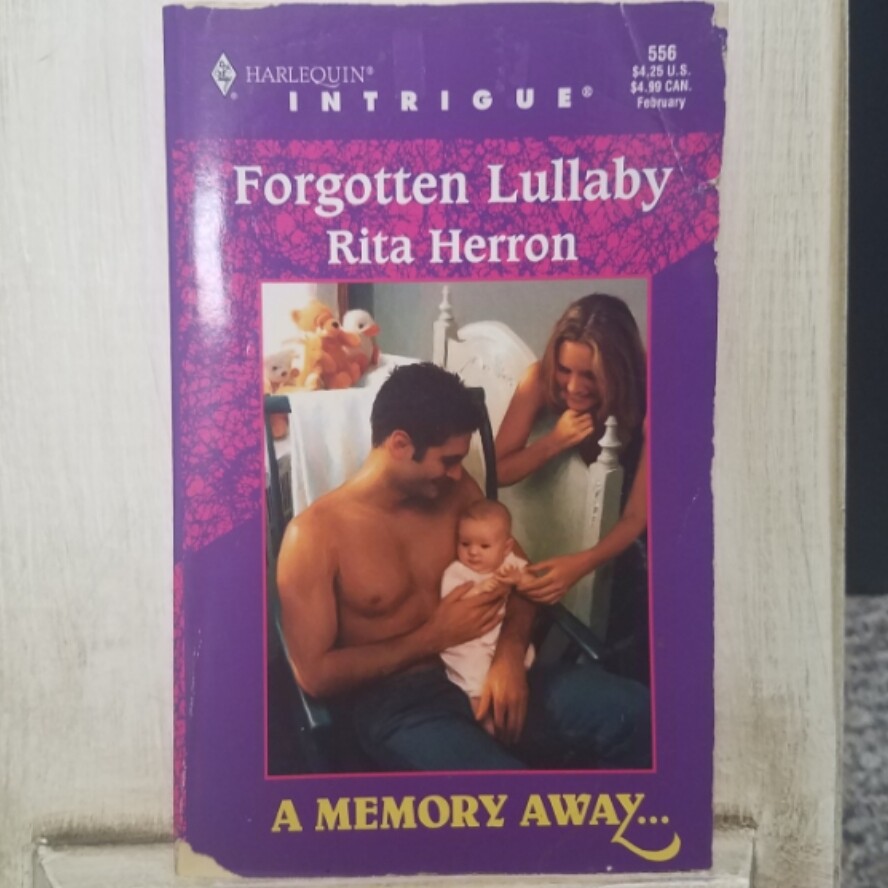 HARLEQUIN®
INTRIGUE®
556
$4.25 U.S.
$4.99 CAN.
February
Forgotten Lullaby
Rita Herron
A MEMORY AWAY...